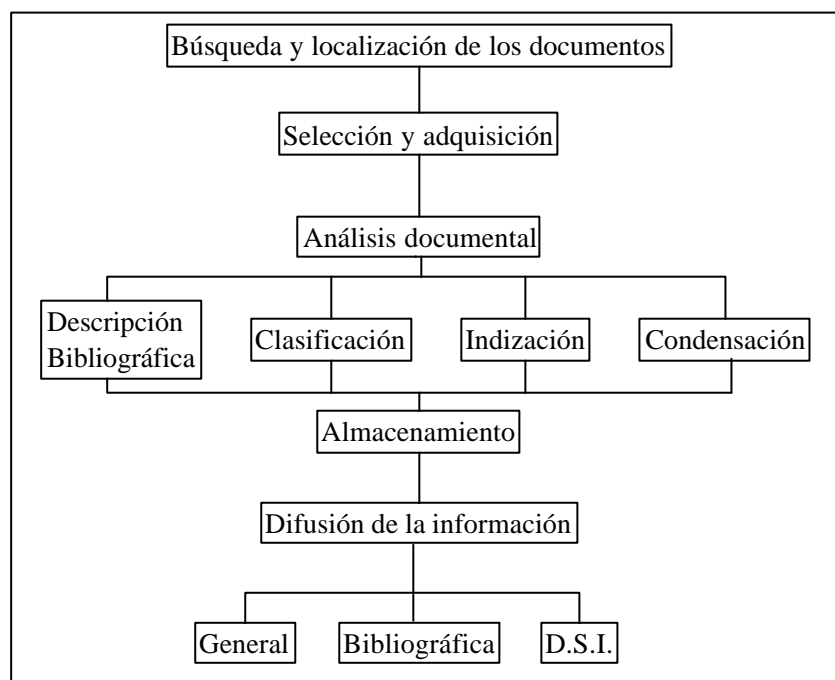 Búsqueda y localización de los documentos
Selección y adquisición
Análisis documental
Descripción
Bibliográfica
Clasificación
Indización
Condensación
Almacenamiento
Difusión de la información
General
Bibliográfica
D.S.I.